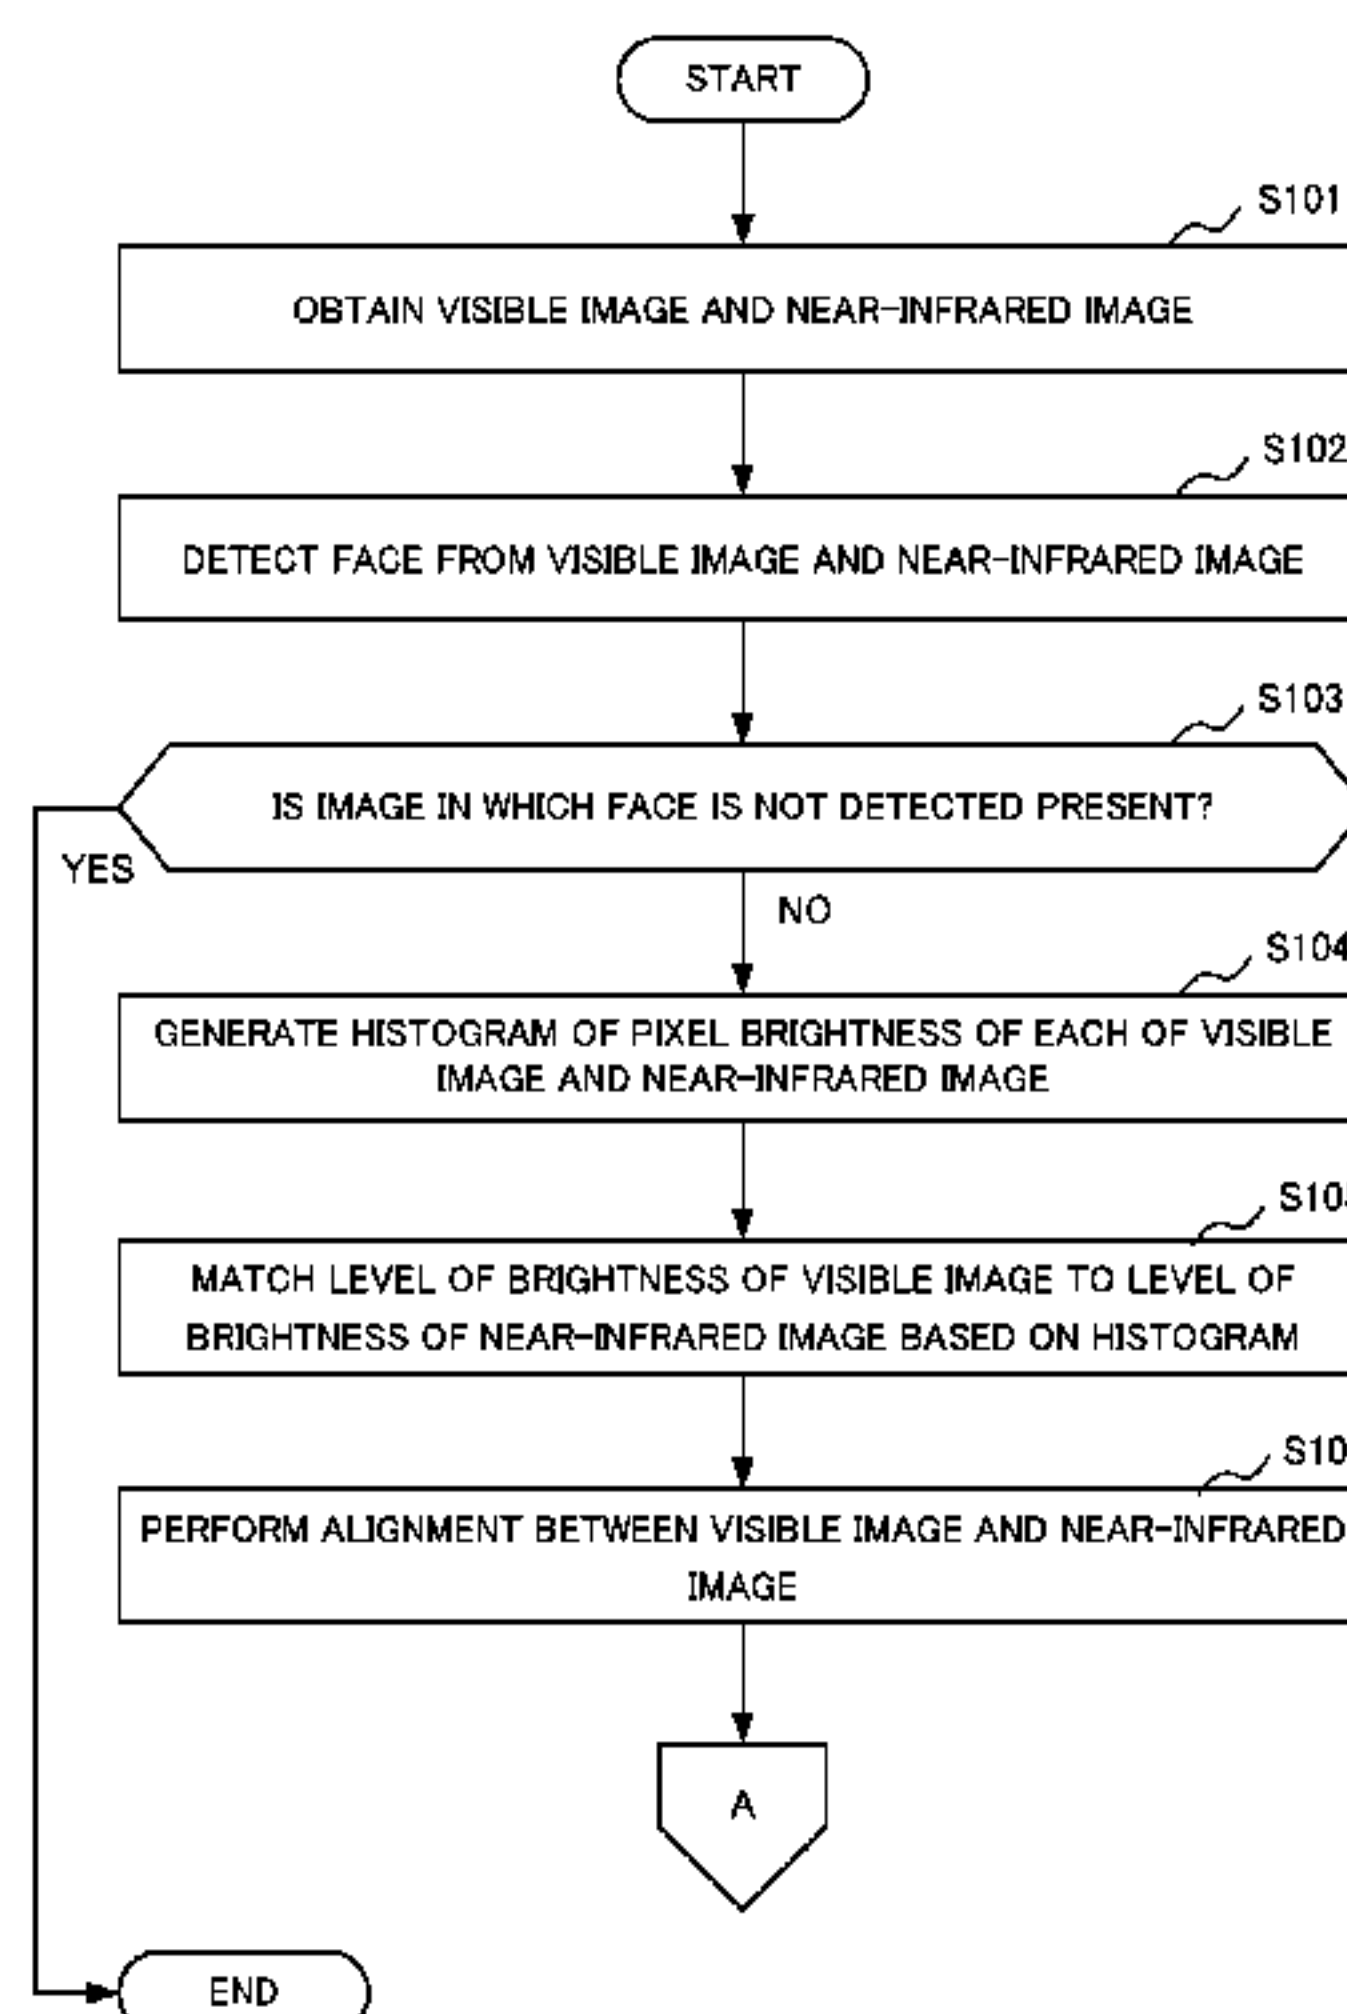 START
S101
OBTAIN VISIBLE IMAGE AND NEAR-INFRARED IMAGE
S102
DETECT FACE FROM VISIBLE IMAGE AND NEAR-INFRARED IMAGE
S103
IS IMAGE IN WHICH FACE IS NOT DETECTED PRESENT?
YES
NO
S104
GENERATE HISTOGRAM OF PIXEL BRIGHTNESS OF EACH OF VISIBLE
IMAGE AND NEAR-INFRARED IMAGE
MATCH LEVEL OF BRIGHTNESS OF VISIBLE IMAGE TO LEVEL OF
BRIGHTNESS OF NEAR-INFRARED IMAGE BASED ON HISTOGRAM
PERFORM ALIGNMENT BETWEEN VISIBLE IMAGE AND NEAR-INFRARED
IMAGE
A
END